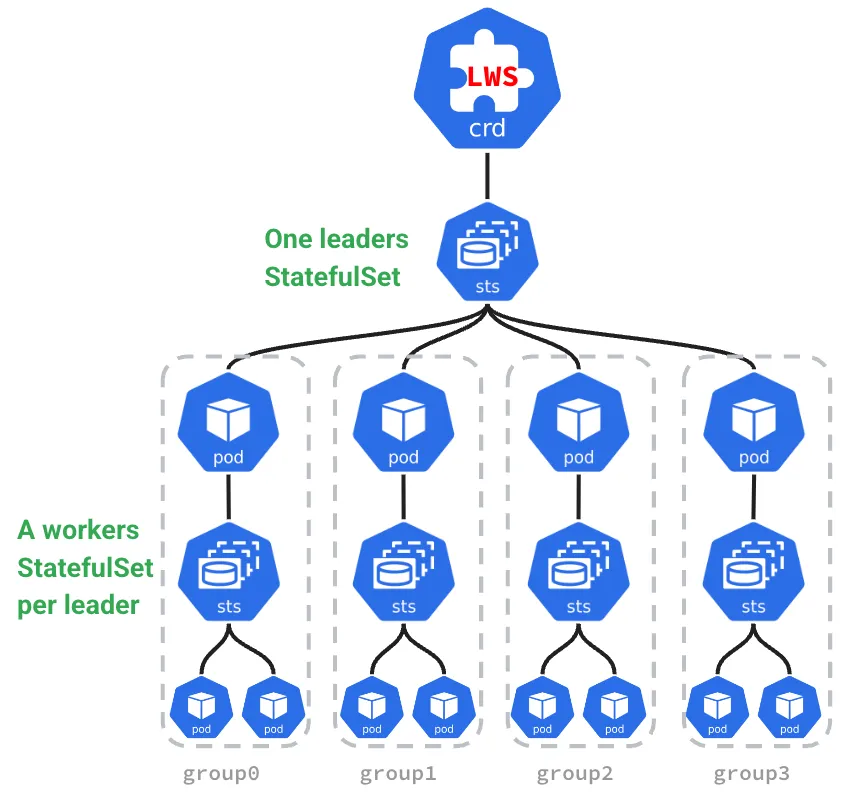 LWS
crd
One leaders
StatefulSet
sts
pod
pod
pod
pod
A workers
StatefulSet
per leader
sts
sts
sts
sts
pod
pod
pod
pod
pod
pod
pod
pod
group0
group1
group2
group3